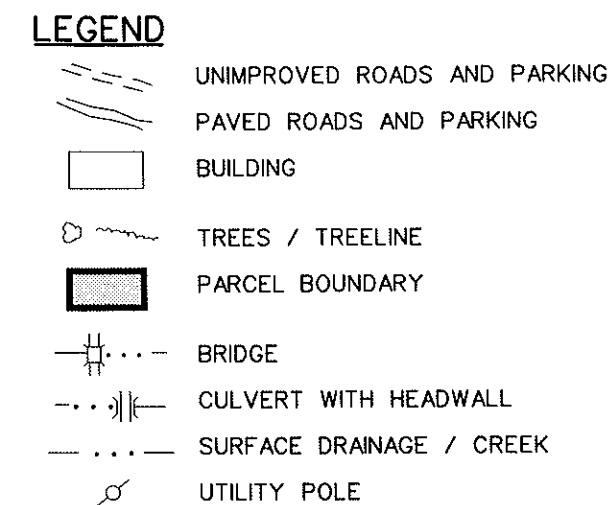 LEGEND
UNIMPROVED ROADS AND PARKING
PAVED ROADS AND PARKING
BUILDING
TREES / TREELINE
PARCEL BOUNDARY
BRIDGE
CULVERT WITH HEADWALL
SURFACE DRAINAGE / CREEK
UTILITY POLE